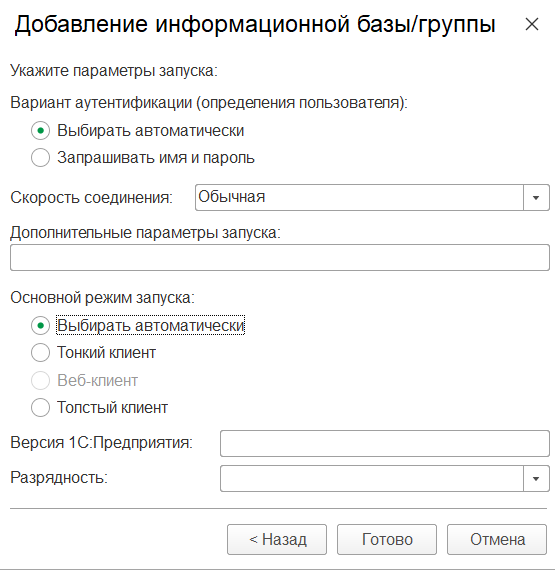 Добавление информационной базы/группы
Укажите параметры запуска:
Вариант аутентификации (определения пользователя):
Выбирать автоматически
Запрашивать имя и пароль
Скорость соединения: Обычная
Дополнительные параметры запуска:
Основной режим запуска:
Выбирать автоматически
Тонкий клиент
Веб-клиент
Толстый клиент
Версия 1С:Предприятия:
Разрядность:
< Назад Готово Отмена